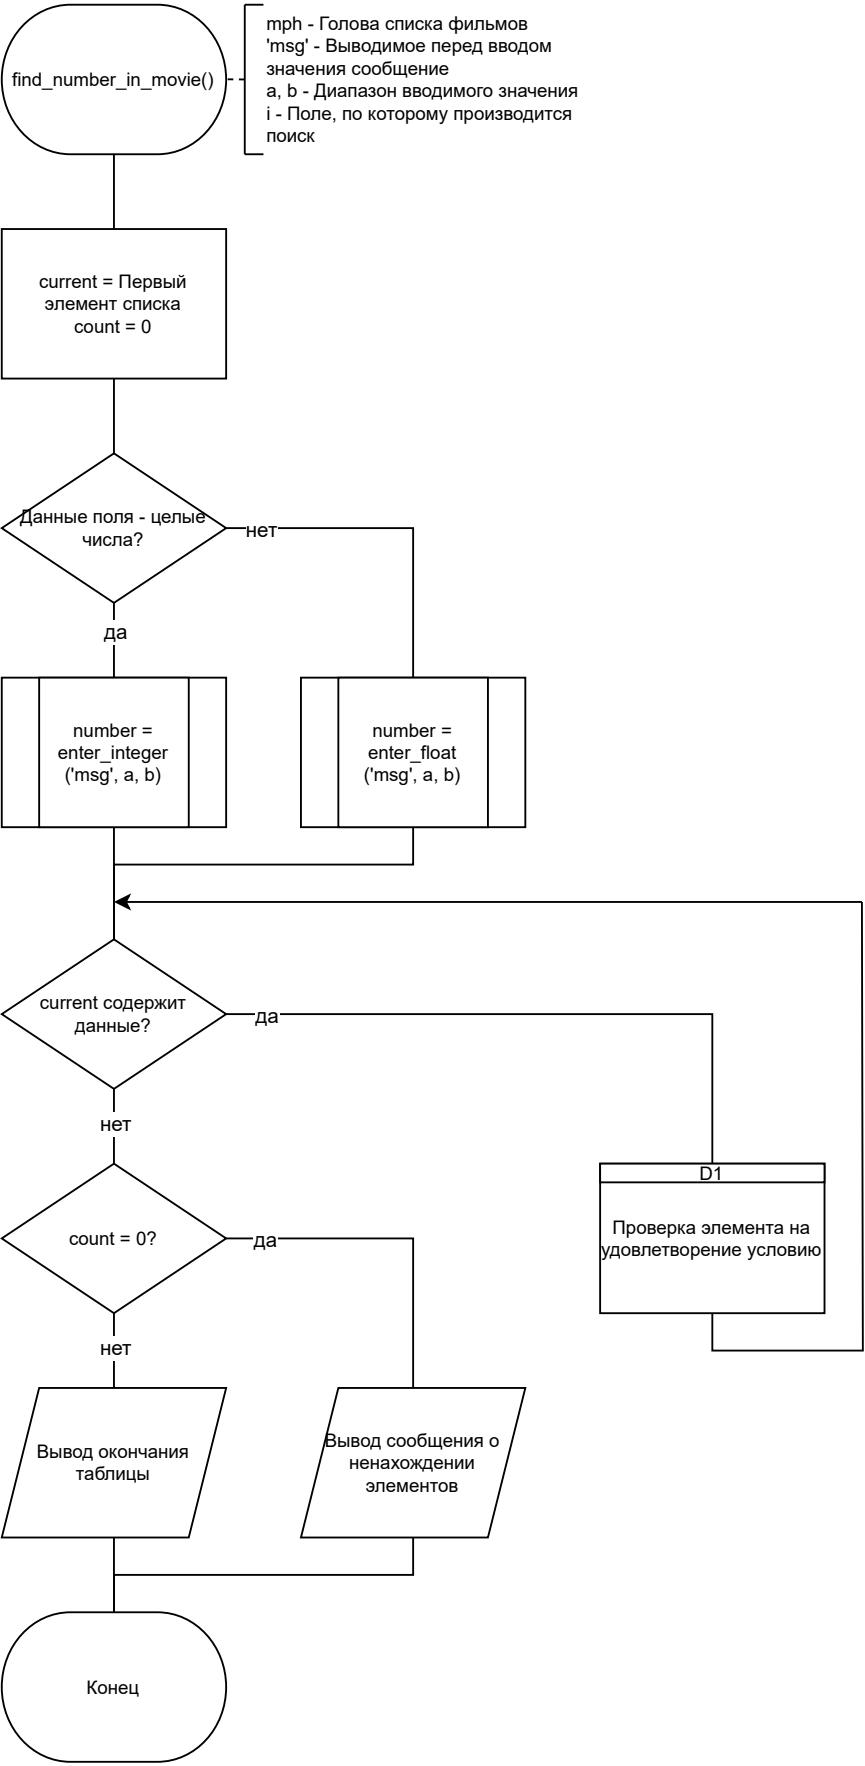 find_number_in_movie()
mph - Голова списка фильмов
'msg' - Выводимое перед вводом
значения сообщение
a, b - Диапазон вводимого значения
i - Поле, по которому производится
поиск
current = Первый
элемент списка
count = 0
Данные поля - целые
числа?
нет
да
number =
enter_integer
('msg', a, b)
number =
enter_float
('msg', a, b)
current содержит
данные?
да
нет
D1
Проверка элемента на
удовлетворение условию
count = 0?
да
нет
Вывод окончания
таблицы
Вывод сообщения о
ненахождении
элементов
Конец